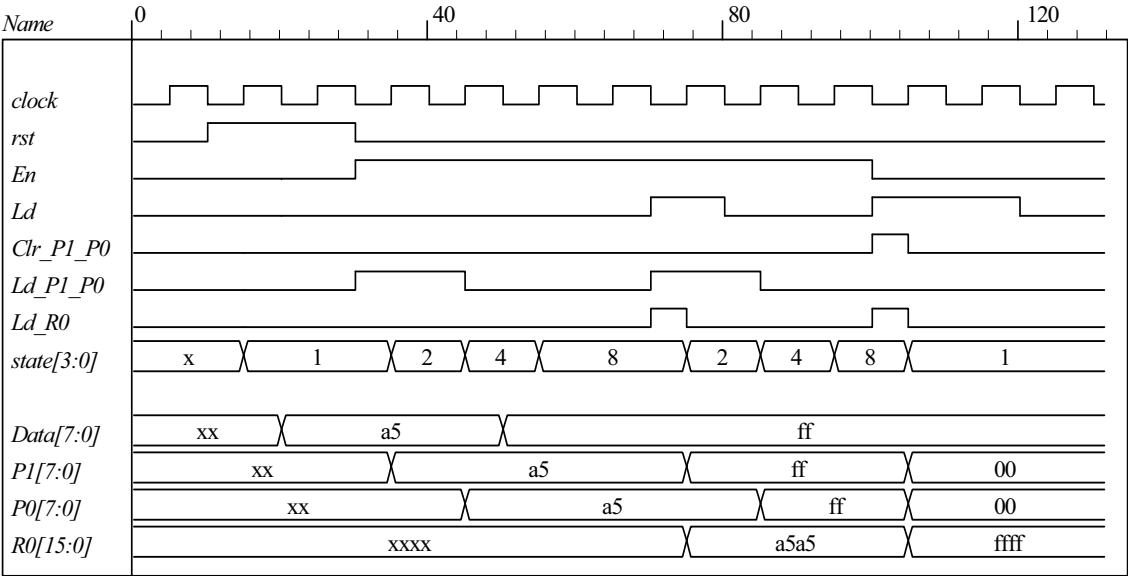 Name 0 40 80 120
clock
rst
En
Ld
Clr_P1_P0
Ld_P1_P0
Ld_R0
state[3:0] x 1 2 4 8 2 4 8 1
Data[7:0] xx a5 ff
P1[7:0] xx a5 ff 00
P0[7:0] xx a5 ff 00
R0[15:0] xxxx a5a5 ffff